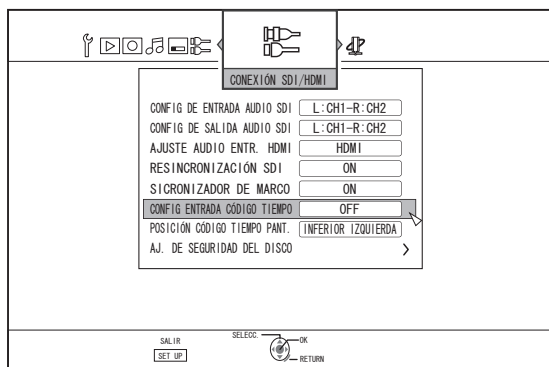 CONEXIÓN SDI/HDMI
CONFIG DE ENTRADA AUDIO SDI L:CH1-R:CH2
CONFIG DE SALIDA AUDIO SDI L:CH1-R:CH2
AJUSTE AUDIO ENTR. HDMI HDMI
RESINCRONIZACIÓN SDI ON
SICRONIZADOR DE MARCO ON
CONFIG ENTRADA CÓDIGO TIEMPO OFF
POSICIÓN CÓDIGO TIEMPO PANT. INFERIOR IZQUIERDA
AJ. DE SEGURIDAD DEL DISCO
SALIR SELECC. OK
SET UP RETURN